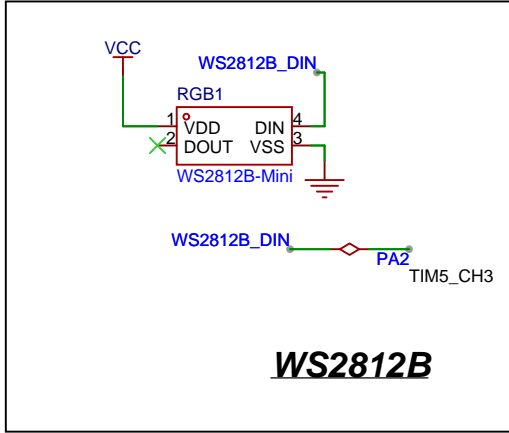 VCC
WS2812B_DIN
RGB1
1 VDD DIN 4
2 DOUT VSS 3
WS2812B-Mini
WS2812B_DIN
PA2
TIM5_CH3
WS2812B